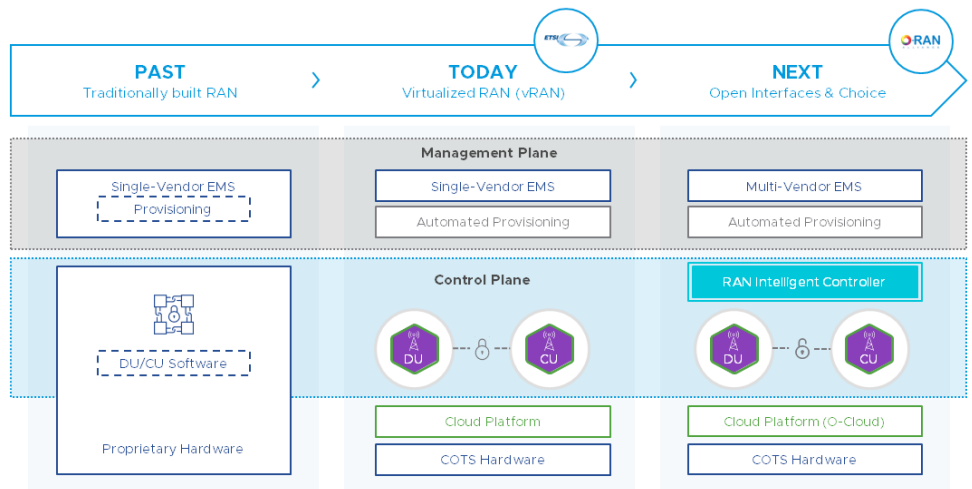 ETSI
O-RAN
ALLIANCE
PAST
Traditionally built RAN
TODAY
Virtualized RAN (vRAN)
NEXT
Open Interfaces & Choice
Management Plane
Single-Vendor EMS
Provisioning
Single-Vendor EMS
Automated Provisioning
Multi-Vendor EMS
Automated Provisioning
Control Plane
DU/CU Software
Proprietary Hardware
DU
CU
Cloud Platform
COTS Hardware
RAN Intelligent Controller
DU
CU
Cloud Platform (O-Cloud)
COTS Hardware